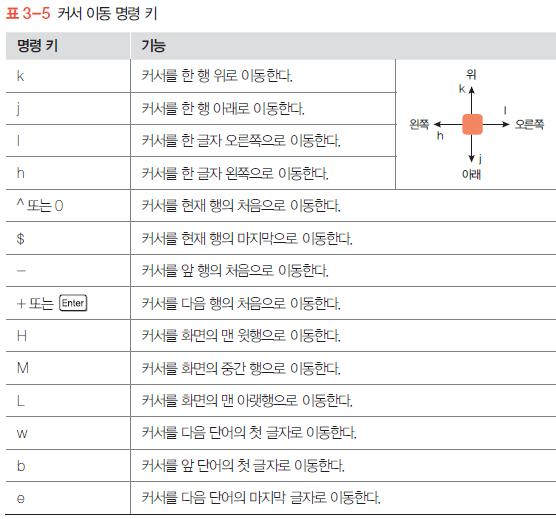 표 3-5 커서 이동 명령 키
명령 키 기능
k 커서를 한 행 위로 이동한다.
j 커서를 한 행 아래로 이동한다.
l 커서를 한 글자 오른쪽으로 이동한다.
h 커서를 한 글자 왼쪽으로 이동한다.
위
k
l
왼쪽 오른쪽
h
j
아래
^ 또는 0 커서를 현재 행의 처음으로 이동한다.
$ 커서를 현재 행의 마지막으로 이동한다.
- 커서를 앞 행의 처음으로 이동한다.
+ 또는 Enter 커서를 다음 행의 처음으로 이동한다.
H 커서를 화면의 맨 윗행으로 이동한다.
M 커서를 화면의 중간 행으로 이동한다.
L 커서를 화면의 맨 아랫행으로 이동한다.
w 커서를 다음 단어의 첫 글자로 이동한다.
b 커서를 앞 단어의 첫 글자로 이동한다.
e 커서를 다음 단어의 마지막 글자로 이동한다.